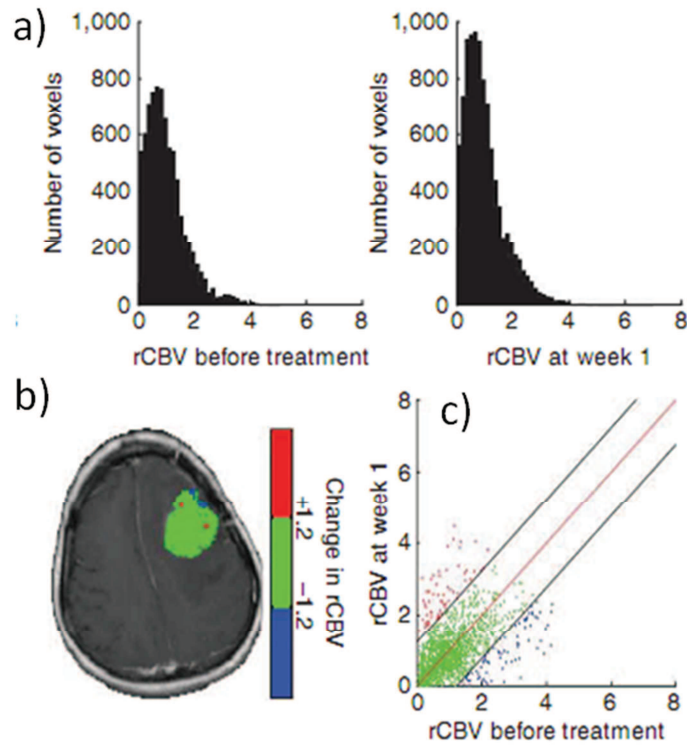 a)
1,000
800
600
400
200
0
Number of voxels
0 2 4 6 8
rCBV before treatment
1,000
800
600
400
200
0
Number of voxels
0 2 4 6 8
rCBV at week 1
s
b)
+1.2
−1.2
Change in rCBV
c)
8
6
4
2
0
rCBV at week 1
0 2 4 6 8
rCBV before treatment